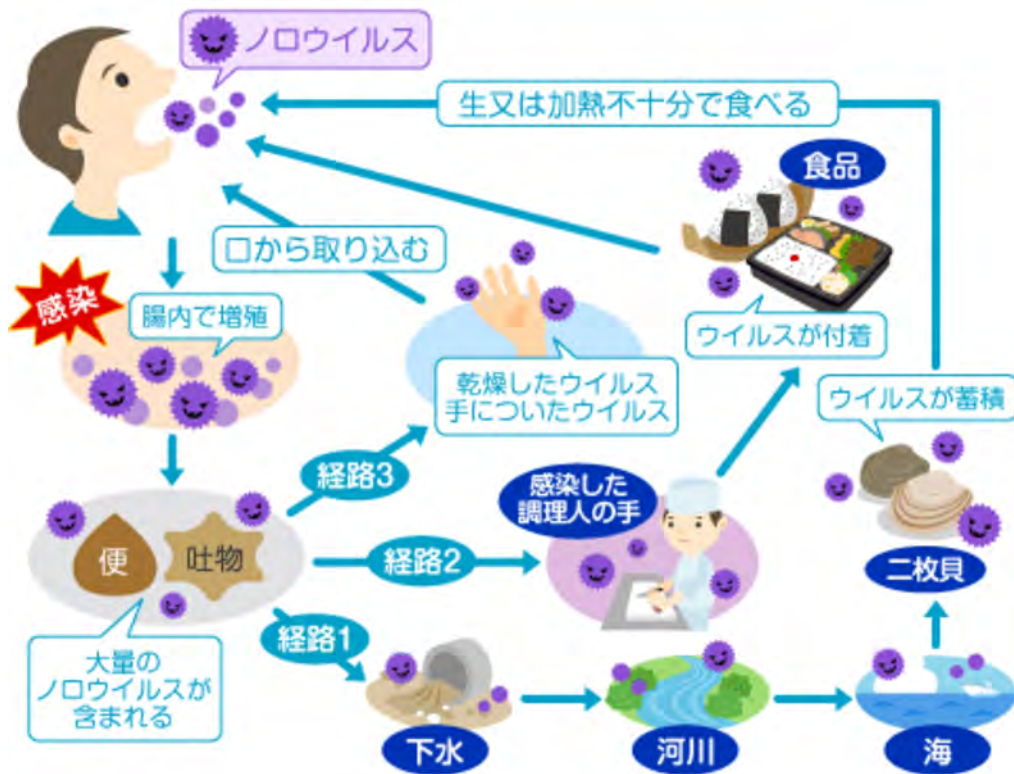 ノロウイルス
生又は加熱不十分で食べる
食品
口から取り込む
感染
腸内で増殖
ウイルスが付着
乾燥したウイルス
手についたウイルス
ウイルスが蓄積
経路3
感染した
調理人の手
便
吐物
経路2
二枚貝
経路1
大量の
ノロウイルスが
含まれる
下水
河川
海